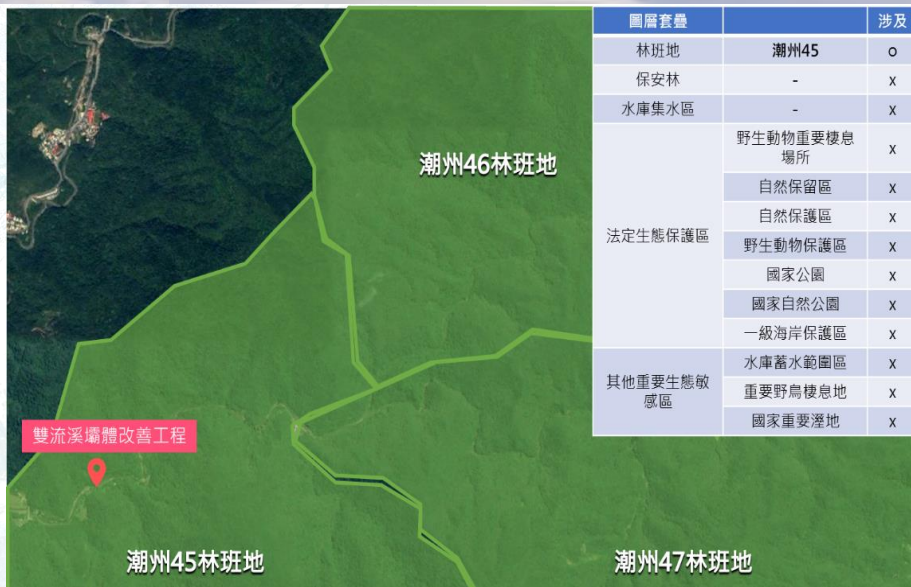 圖層套疊 涉及
林班地 潮州45 o
保安林 - x
水庫集水區 - x
法定生態保護區
野生動物重要棲息
場所 x
自然保留區 x
自然保護區 x
野生動物保護區 x
國家公園 x
國家自然公園 x
一級海岸保護區 x
其他重要生態敏
感區
水庫蓄水範圍區 x
重要野鳥棲息地 x
國家重要溼地 x
潮州46林班地
雙流溪壩體改善工程
潮州45林班地
潮州47林班地